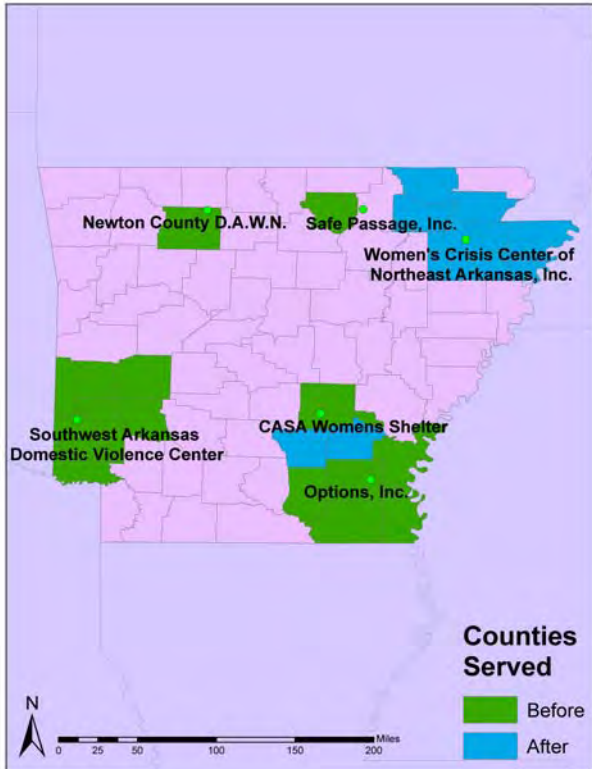 Newton County D.A.W.N.
Safe Passage, Inc.
Women's Crisis Center of
Northeast Arkansas, Inc.
Southwest Arkansas
Domestic Violence Center
CASA Womens Shelter
Options, Inc.
Counties
Served
Before
After
N
Miles
0 25 50 100 150 200